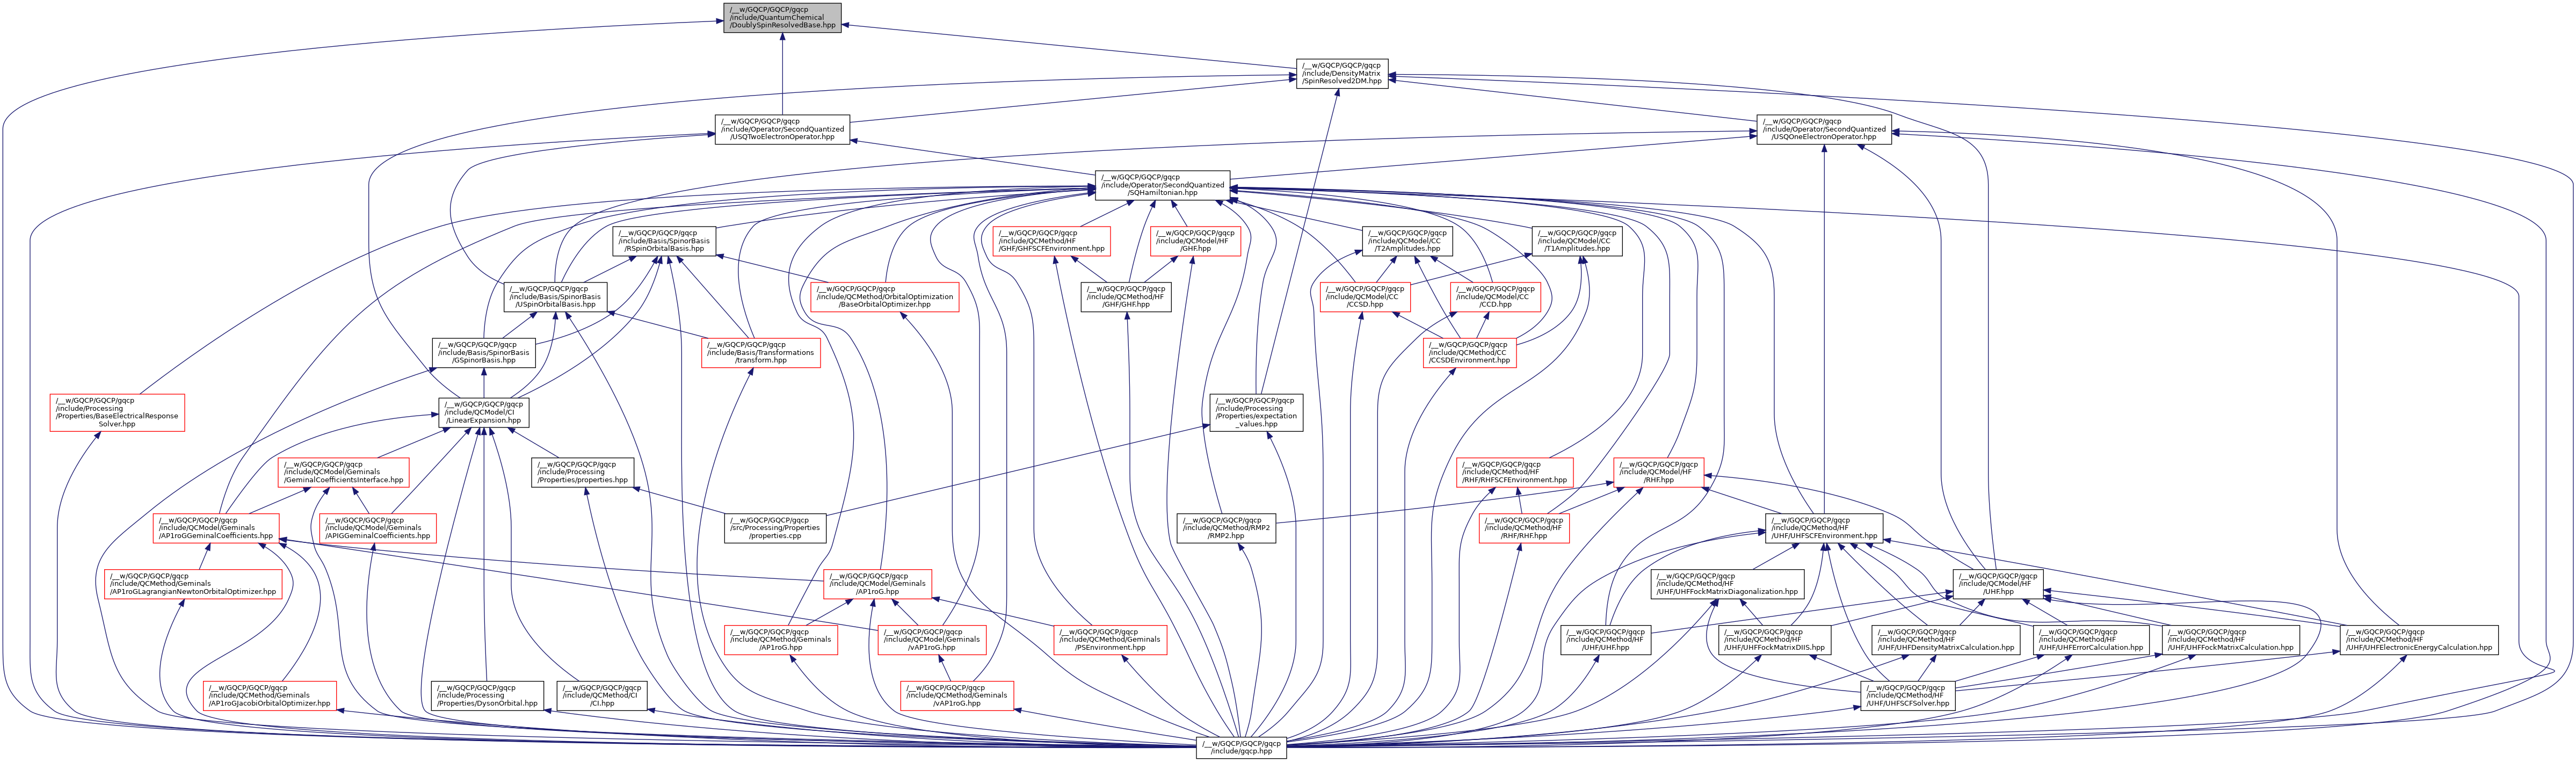 /__w/GQCP/GQCP/gqcp
/include/QuantumChemical
/DoublySpinResolvedBase.hpp
/__w/GQCP/GQCP/gqcp
/include/DensityMatrix
/SpinResolved2DM.hpp
/__w/GQCP/GQCP/gqcp
/include/Operator/SecondQuantized
/USQTwoElectronOperator.hpp
/__w/GQCP/GQCP/gqcp
/include/Operator/SecondQuantized
/USQOneElectronOperator.hpp
/__w/GQCP/GQCP/gqcp
/include/Operator/SecondQuantized
/SQHamiltonian.hpp
/__w/GQCP/GQCP/gqcp
/include/Basis/SpinorBasis
/RSpinOrbitalBasis.hpp
/__w/GQCP/GQCP/gqcp
/include/QCMethod/HF
/GHF/GHFSCFEnvironment.hpp
/__w/GQCP/GQCP/gqcp
/include/QCModel/HF
/GHF.hpp
/__w/GQCP/GQCP/gqcp
/include/QCModel/CC
/T2Amplitudes.hpp
/__w/GQCP/GQCP/gqcp
/include/QCModel/CC
/T1Amplitudes.hpp
/__w/GQCP/GQCP/gqcp
/include/Basis/SpinorBasis
/USpinOrbitalBasis.hpp
/__w/GQCP/GQCP/gqcp
/include/QCMethod/OrbitalOptimization
/BaseOrbitalOptimizer.hpp
/__w/GQCP/GQCP/gqcp
/include/QCMethod/HF
/GHF/GHF.hpp
/__w/GQCP/GQCP/gqcp
/include/QCModel/CC
/CCSD.hpp
/__w/GQCP/GQCP/gqcp
/include/QCModel/CC
/CCD.hpp
/__w/GQCP/GQCP/gqcp
/include/Basis/SpinorBasis
/GSpinorBasis.hpp
/__w/GQCP/GQCP/gqcp
/include/Basis/Transformations
/transform.hpp
/__w/GQCP/GQCP/gqcp
/include/QCMethod/CC
/CCSDEnvironment.hpp
/__w/GQCP/GQCP/gqcp
/include/Processing
/Properties/BaseElectricalResponse
Solver.hpp
/__w/GQCP/GQCP/gqcp
/include/QCModel/CI
/LinearExpansion.hpp
/__w/GQCP/GQCP/gqcp
/include/Processing
/Properties/expectation
_values.hpp
/__w/GQCP/GQCP/gqcp
/include/QCModel/Geminals
/GeminalCoefficientsInterface.hpp
/__w/GQCP/GQCP/gqcp
/include/Processing
/Properties/properties.hpp
/__w/GQCP/GQCP/gqcp
/include/QCMethod/HF
/RHF/RHFSCFEnvironment.hpp
/__w/GQCP/GQCP/gqcp
/include/QCModel/HF
/RHF.hpp
/__w/GQCP/GQCP/gqcp
/include/QCModel/Geminals
/AP1roGGeminalCoefficients.hpp
/__w/GQCP/GQCP/gqcp
/include/QCModel/Geminals
/APIGGeminalCoefficients.hpp
/__w/GQCP/GQCP/gqcp
/src/Processing/Properties
/properties.cpp
/__w/GQCP/GQCP/gqcp
/include/QCMethod/RMP2
/RMP2.hpp
/__w/GQCP/GQCP/gqcp
/include/QCMethod/HF
/RHF/RHF.hpp
/__w/GQCP/GQCP/gqcp
/include/QCMethod/HF
/UHF/UHFSCFEnvironment.hpp
/__w/GQCP/GQCP/gqcp
/include/QCMethod/Geminals
/AP1roGLagrangianNewtonOrbitalOptimizer.hpp
/__w/GQCP/GQCP/gqcp
/include/QCModel/Geminals
/AP1roG.hpp
/__w/GQCP/GQCP/gqcp
/include/QCMethod/HF
/UHF/UHFFockMatrixDiagonalization.hpp
/__w/GQCP/GQCP/gqcp
/include/QCModel/HF
/UHF.hpp
/__w/GQCP/GQCP/gqcp
/include/QCMethod/Geminals
/AP1roG.hpp
/__w/GQCP/GQCP/gqcp
/include/QCModel/Geminals
/vAP1roG.hpp
/__w/GQCP/GQCP/gqcp
/include/QCMethod/Geminals
/PSEnvironment.hpp
/__w/GQCP/GQCP/gqcp
/include/QCMethod/HF
/UHF/UHF.hpp
/__w/GQCP/GQCP/gqcp
/include/QCMethod/HF
/UHF/UHFFockMatrixDIIS.hpp
/__w/GQCP/GQCP/gqcp
/include/QCMethod/HF
/UHF/UHFDensityMatrixCalculation.hpp
/__w/GQCP/GQCP/gqcp
/include/QCMethod/HF
/UHF/UHFErrorCalculation.hpp
/__w/GQCP/GQCP/gqcp
/include/QCMethod/HF
/UHF/UHFFockMatrixCalculation.hpp
/__w/GQCP/GQCP/gqcp
/include/QCMethod/HF
/UHF/UHFElectronicEnergyCalculation.hpp
/__w/GQCP/GQCP/gqcp
/include/QCMethod/Geminals
/AP1roGJacobiOrbitalOptimizer.hpp
/__w/GQCP/GQCP/gqcp
/include/Processing
/Properties/DysonOrbital.hpp
/__w/GQCP/GQCP/gqcp
/include/QCMethod/CI
/CI.hpp
/__w/GQCP/GQCP/gqcp
/include/QCMethod/Geminals
/vAP1roG.hpp
/__w/GQCP/GQCP/gqcp
/include/QCMethod/HF
/UHF/UHFSCFSolver.hpp
/__w/GQCP/GQCP/gqcp
/include/gqcp.hpp